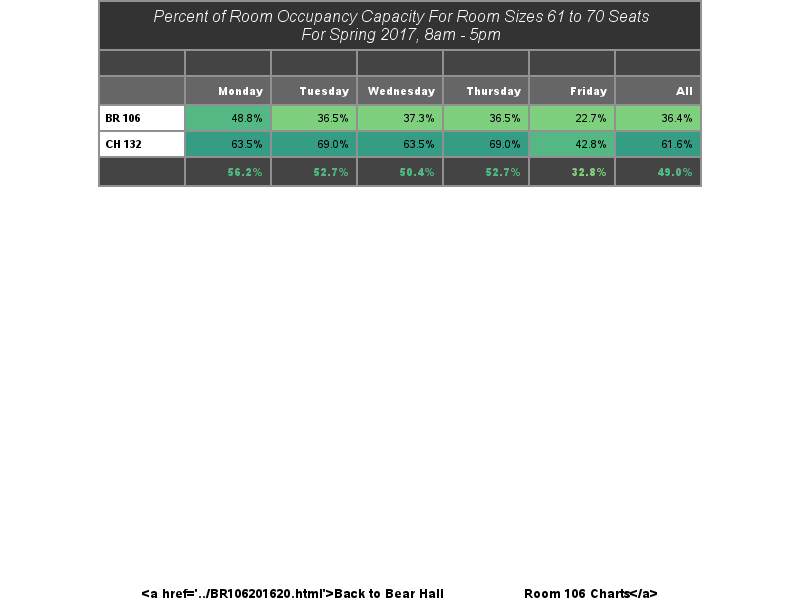 Percent of Room Occupancy Capacity For Room Sizes 61 to 70 Seats
For Spring 2017, 8am - 5pm
Monday Tuesday Wednesday Thursday Friday All
BR 106 48.8% 36.5% 37.3% 36.5% 22.7% 36.4%
CH 132 63.5% 69.0% 63.5% 69.0% 42.8% 61.6%
56.2% 52.7% 50.4% 52.7% 32.8% 49.0%
<a href='../BR106201620.html'>Back to Bear Hall Room 106 Charts</a>